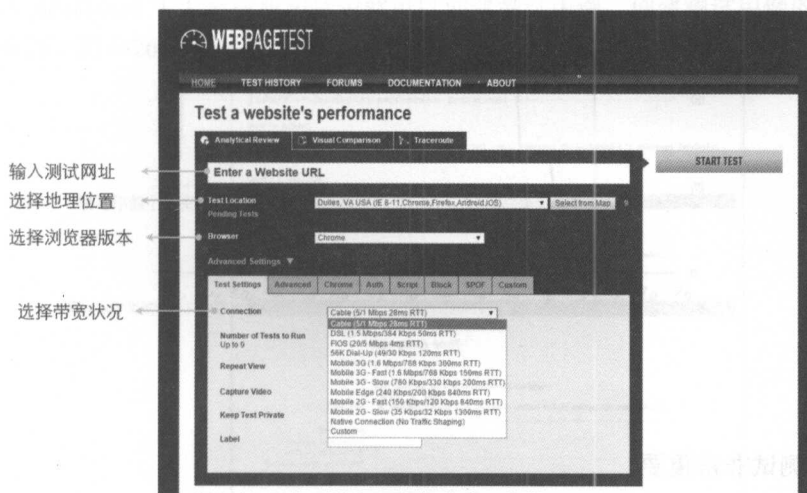 WEBPAGETEST
HOME TEST HISTORY FORUMS DOCUMENTATION ABOUT
Test a website's performance
Analytical Review Visual Comparison Traceroute
输入测试网址
Enter a Website URL
START TEST
选择地理位置
Test Location
Dulles, VA USA (IE 8-11,Chrome,Firefox,Android,iOS) ▼
Select from Map
9
Pending Tests
选择浏览器版本
Browser
Chrome ▼
Advanced Settings ▼
Test Settings Advanced Chrome Auth Script Block SPOF Custom
选择带宽状况
Connection
Cable (5/1 Mbps 28ms RTT) ▼
Cable (5/1 Mbps 28ms RTT)
DSL (1.5 Mbps/384 Kbps 50ms RTT)
FIOS (20/5 Mbps 4ms RTT)
56K Dial-Up (49/30 Kbps 120ms RTT)
Mobile 3G (1.6 Mbps/768 Kbps 300ms RTT)
Mobile 3G - Fast (1.6 Mbps/768 Kbps 150ms RTT)
Mobile 3G - Slow (780 Kbps/330 Kbps 200ms RTT)
Mobile Edge (240 Kbps/200 Kbps 840ms RTT)
Mobile 2G - Fast (150 Kbps/120 Kbps 840ms RTT)
Mobile 2G - Slow (35 Kbps/32 Kbps 1300ms RTT)
Native Connection (No Traffic Shaping)
Custom
Number of Tests to Run
Up to 9
Repeat View
Capture Video
Keep Test Private
Label